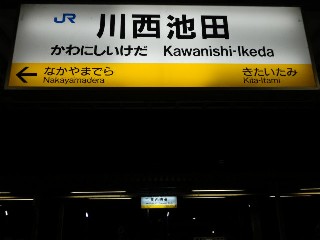 JR 川西池田
かわにしいけだ Kawanishi-Ikeda
← なかやまでら きたいたみ
Nakayamadera Kita-Itami